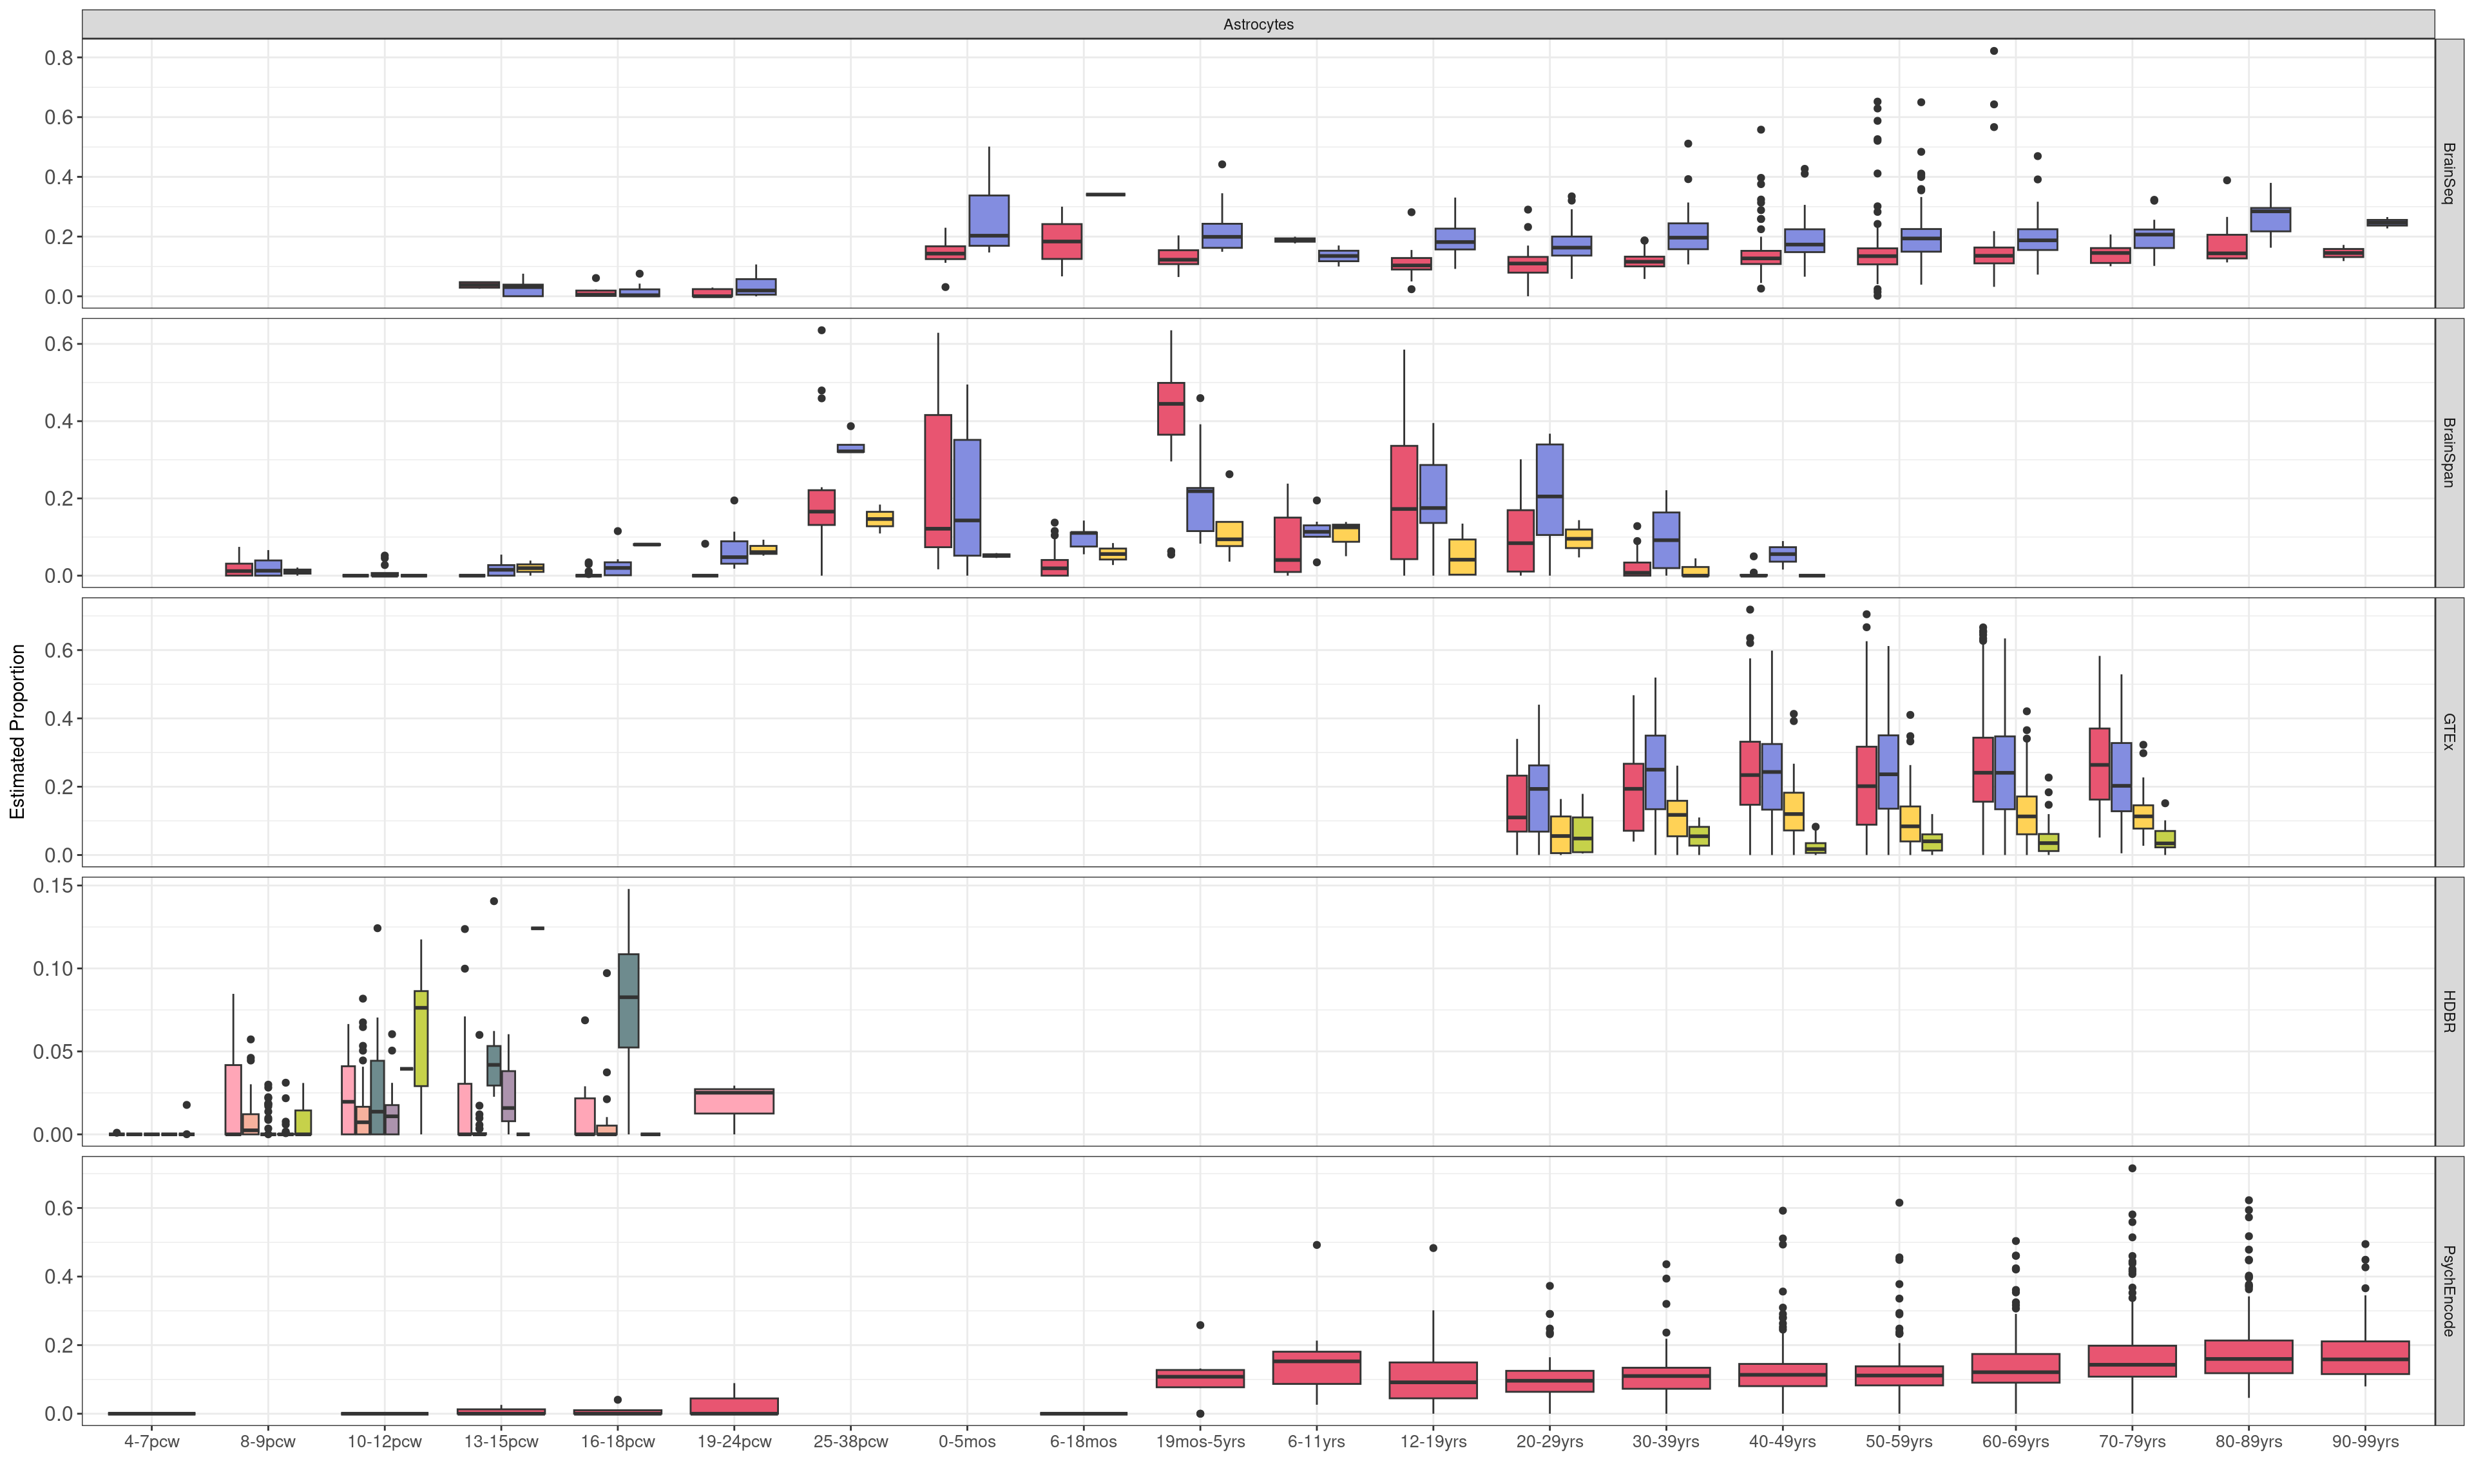 Astrocytes
0.8
0.6
0.4
0.2
0.0
BrainSeq
0.6
0.4
0.2
0.0
BrainSpan
0.6
0.4
0.2
0.0
GTEx
0.15
0.10
0.05
0.00
HDBR
0.6
0.4
0.2
0.0
PsychEncode
Estimated Proportion
4-7pcw 8-9pcw 10-12pcw 13-15pcw 16-18pcw 19-24pcw 25-38pcw 0-5mos 6-18mos 19mos-5yrs 6-11yrs 12-19yrs 20-29yrs 30-39yrs 40-49yrs 50-59yrs 60-69yrs 70-79yrs 80-89yrs 90-99yrs